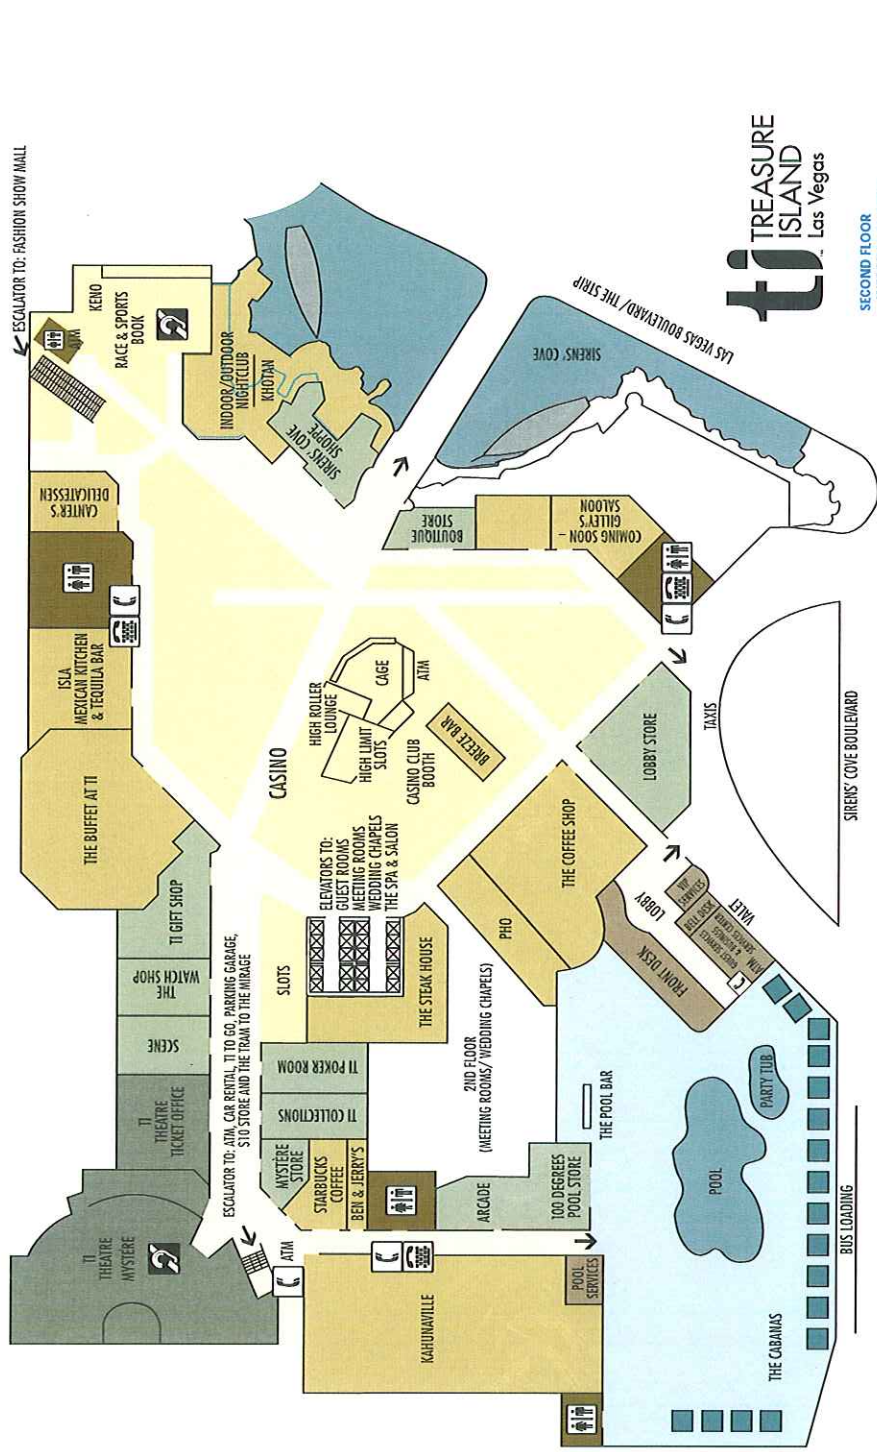 ESCALATOR TO: FASHION SHOW MALL
ATM
KENO
RACE & SPORTS
BOOK
INDOOR/OUTDOOR
NIGHTCLUB
KHOTAN
SIRENS' COVE
SHOPPE
CANTER'S
DELICATESSEN
ISLA
MEXICAN KITCHEN
& TEQUILA BAR
THE BUFFET AT TI
TI GIFT SHOP
THE
WATCH SHOP
SCENE
TI
THEATRE
TICKET OFFICE
TI
THEATRE
MYSTÈRE
ESCALATOR TO: ATM, CAR RENTAL, TI TO GO, PARKING GARAGE,
$10 STORE AND THE TRAM TO THE MIRAGE
ATM
CASINO
HIGH ROLLER
LOUNGE
HIGH LIMIT
SLOTS
CAGE
ATM
CASINO CLUB
BOOTH
BREEZE BAR
SLOTS
ELEVATORS TO:
GUEST ROOMS
MEETING ROOMS
WEDDING CHAPELS
THE SPA & SALON
THE STEAK HOUSE
TI POKER ROOM
TI COLLECTIONS
MYSTÈRE
STORE
STARBUCKS
COFFEE
BEN & JERRY'S
KAHUNAVILLE
ARCADE
100 DEGREES
POOL STORE
POOL
SERVICES
2ND FLOOR
(MEETING ROOMS/ WEDDING CHAPELS)
PHO
THE COFFEE SHOP
BOUTIQUE
STORE
COMING SOON –
GILLEY'S
SALOON
SIRENS' COVE
LAS VEGAS BOULEVARD/ THE STRIP
LOBBY STORE
TAXIS
SIRENS' COVE BOULEVARD
LOBBY
FRONT DESK
VIP
SERVICES
BELL DESK
GUEST SERVICES
& BUSINESS
SERVICES CENTER
ATM
VALET
THE POOL BAR
POOL
PARTY TUB
THE CABANAS
BUS LOADING
ti
TREASURE
ISLAND
Las Vegas
SECOND FLOOR